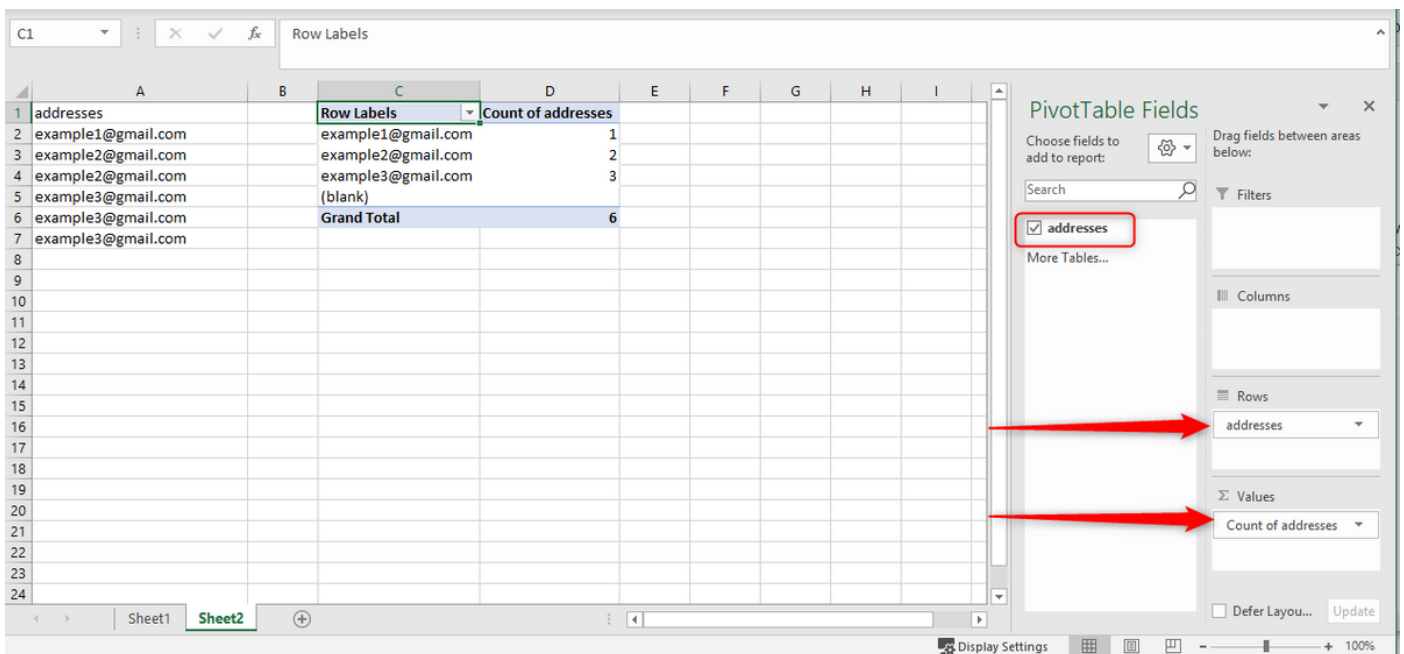 C1 fx Row Labels
A B C D E F G H I
1 addresses Row Labels Count of addresses
2 example1@gmail.com example1@gmail.com 1
3 example2@gmail.com example2@gmail.com 2
4 example2@gmail.com example3@gmail.com 3
5 example3@gmail.com (blank)
6 example3@gmail.com Grand Total 6
7 example3@gmail.com
8
9
10
11
12
13
14
15
16
17
18
19
20
21
22
23
24
Sheet1 Sheet2
PivotTable Fields
Choose fields to
add to report:
Search
addresses
More Tables...
Drag fields between areas
below:
Filters
Columns
Rows
addresses
Σ Values
Count of addresses
Defer Layou... Update
Display Settings - + 100%